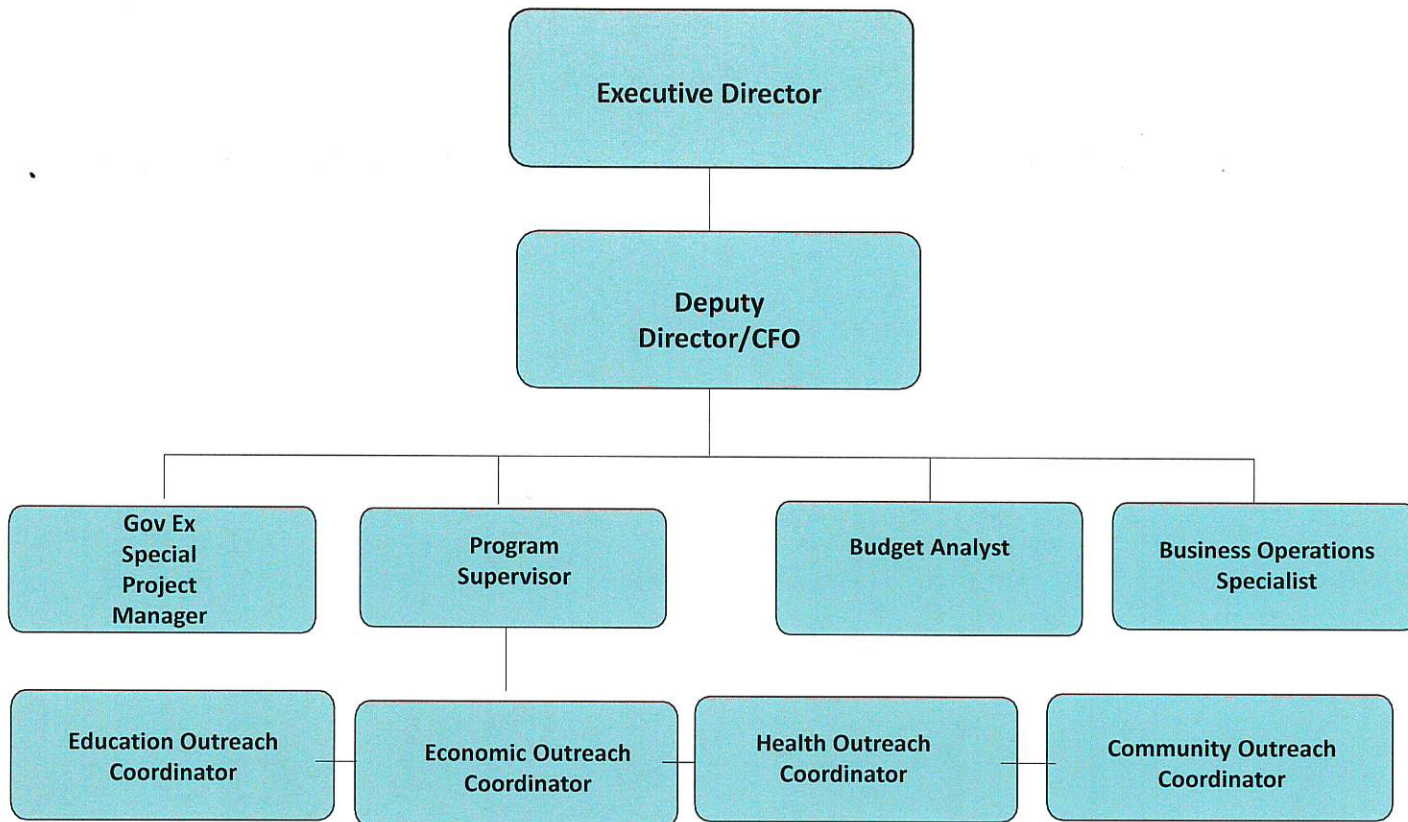 Executive Director
Deputy
Director/CFO
Gov Ex
Special
Project
Manager
Program
Supervisor
Budget Analyst
Business Operations
Specialist
Education Outreach
Coordinator
Economic Outreach
Coordinator
Health Outreach
Coordinator
Community Outreach
Coordinator